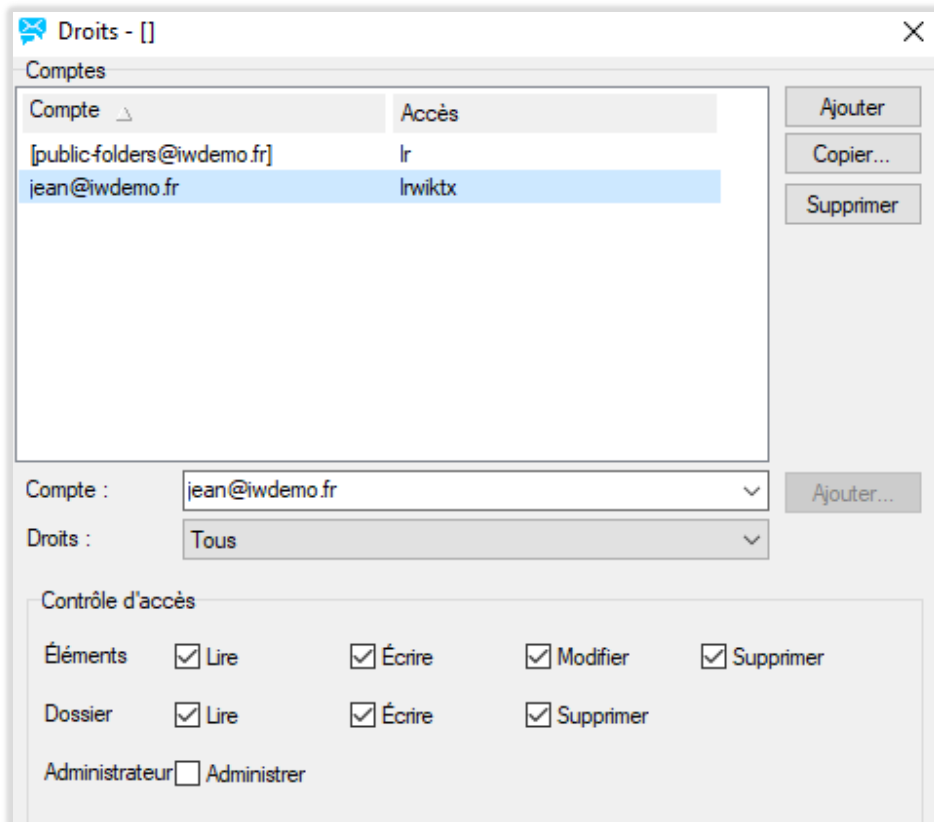 Droits - []
Comptes
Compte Accès
[public-folders@iwdemo.fr] lr
jean@iwdemo.fr lrwiktx
Ajouter
Copier...
Supprimer
Compte : jean@iwdemo.fr Ajouter...
Droits : Tous
Contrôle d'accès
Éléments Lire Écrire Modifier Supprimer
Dossier Lire Écrire Supprimer
Administrateur Administrer